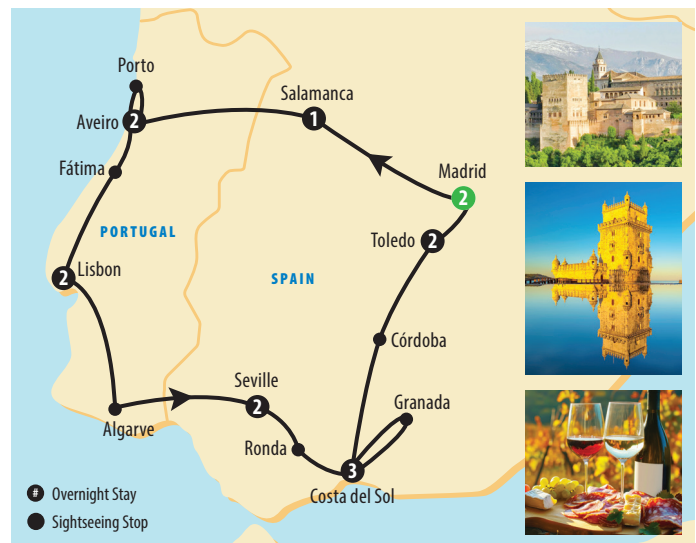 Porto
Salamanca
1
Aveiro
2
Madrid
2
Fátima
PORTUGAL
Toledo
2
SPAIN
2
Lisbon
Córdoba
Seville
2
Granada
Algarve
Ronda
3
Costa del Sol
# Overnight Stay
Sightseeing Stop